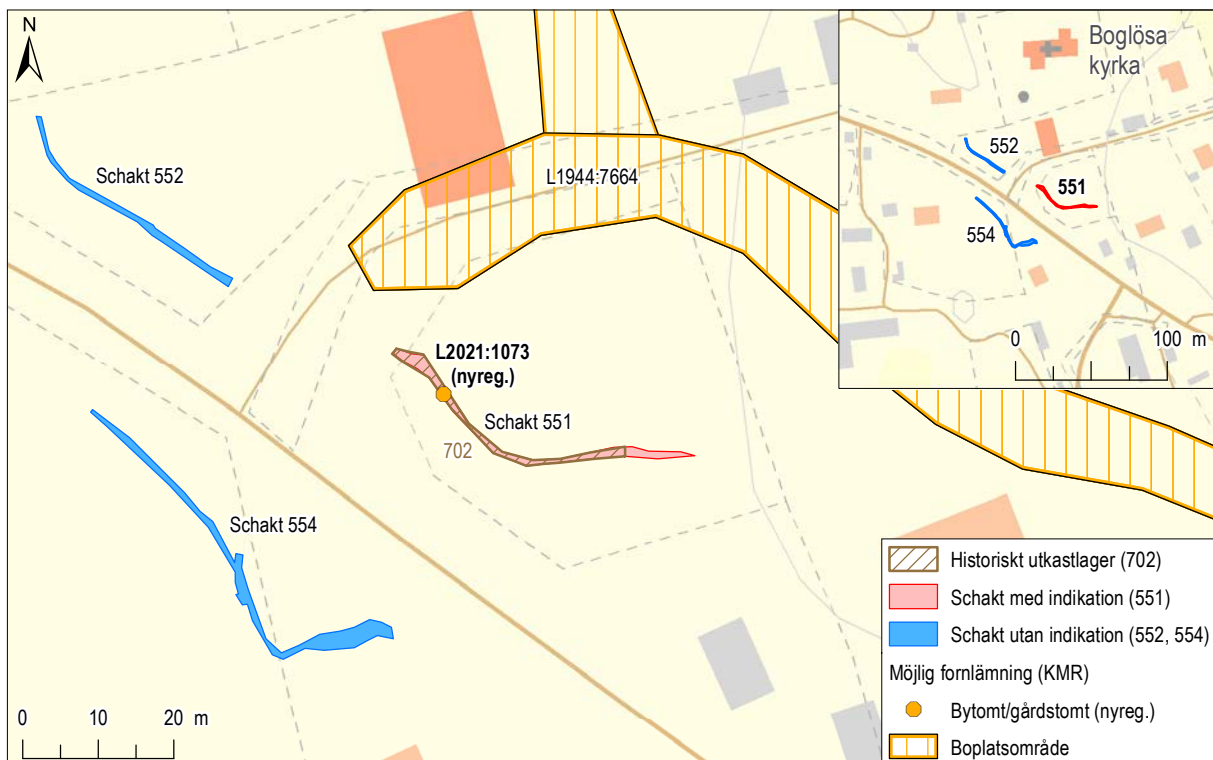 N
Schakt 552
L1944:7664
L2021:1073
(nyreg.)
Schakt 551
702
Schakt 554
0 10 20 m
Boglösa
kyrka
552
551
554
0 100 m
Historiskt utkastlager (702)
Schakt med indikation (551)
Schakt utan indikation (552, 554)
Möjlig fornlämning (KMR)
Bytomt/gårdstomt (nyreg.)
Boplatsområde